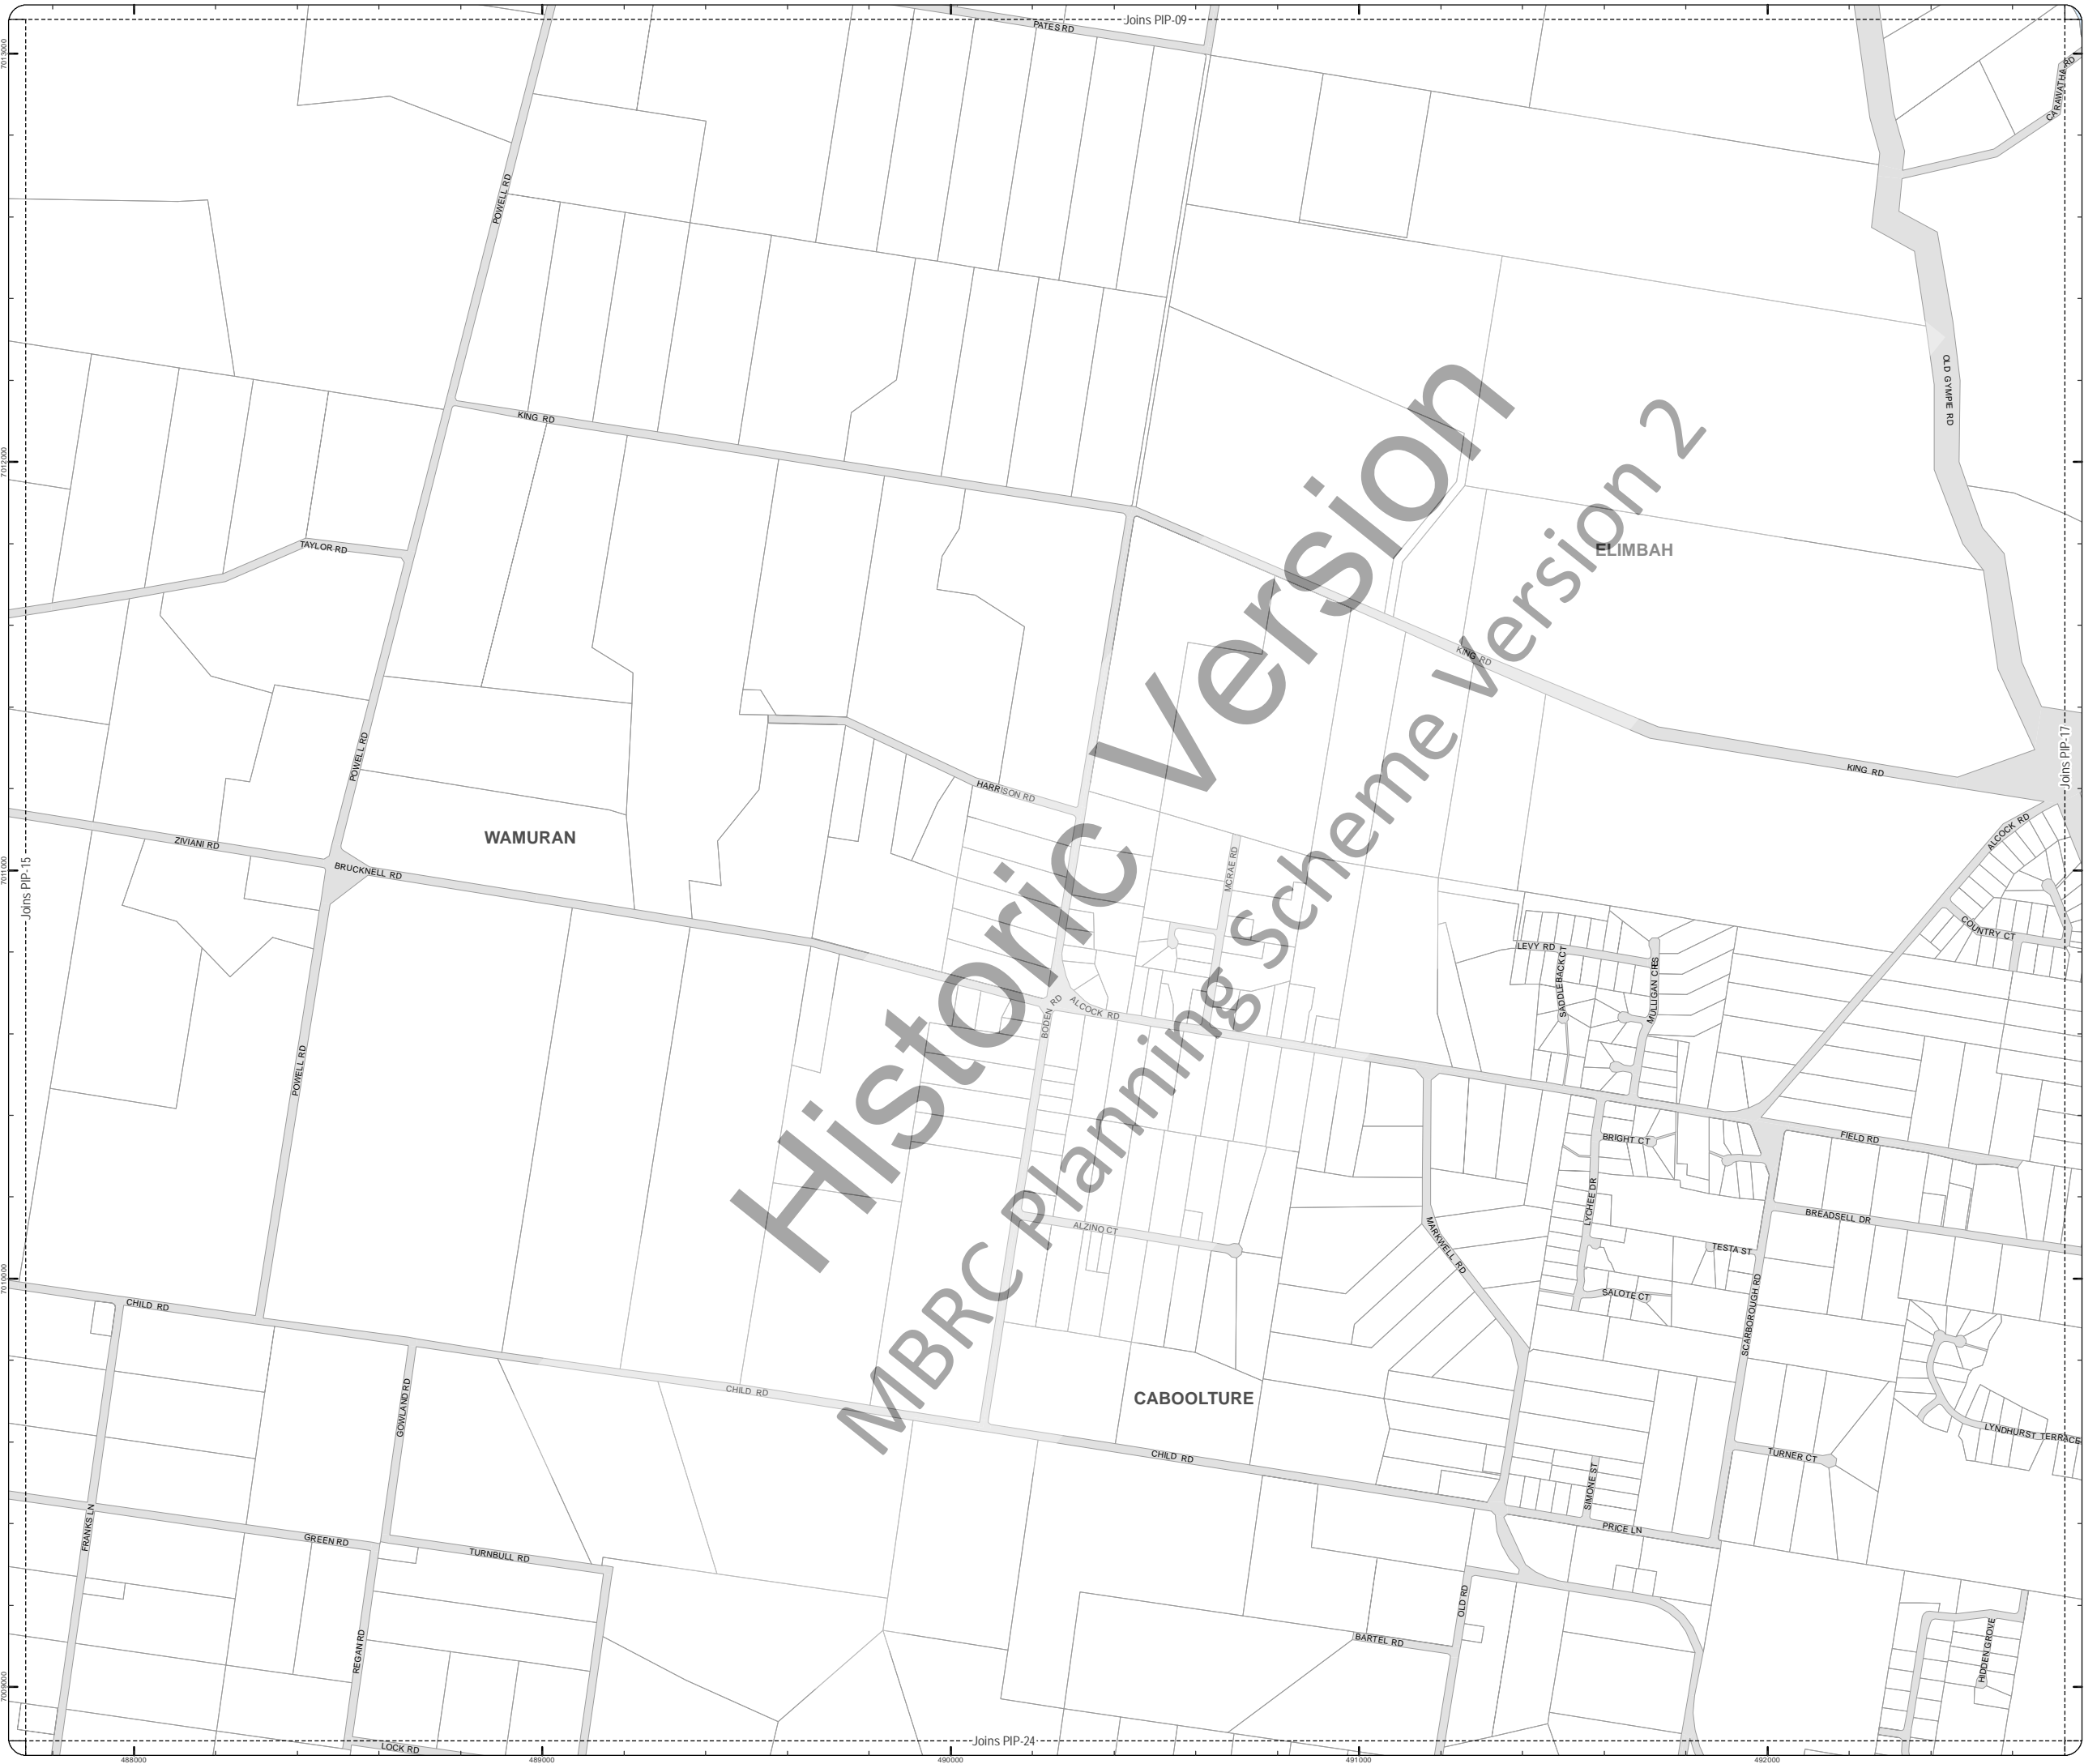 Joins PIP-09
PATES RD
7013000
CARAWATHA RD
POWELL RD
OLD GYMPIE RD
KING RD
7012000
TAYLOR RD
ELIMBAH
KING RD
POWELL RD
Joins PIP-17
KING RD
HARRISON RD
ALCOCK RD
WAMURAN
ZIVIANI RD
MCRAE RD
BRUCKNELL RD
7011000
Joins PIP-15
COUNTRY CT
LEVY RD
SADDLEBACK CT
MULLIGAN CRES
BODEN RD
ALCOCK RD
POWELL RD
BRIGHT CT
FIELD RD
LYCHEE DR
BREADSELL DR
ALZINO CT
MARKWELL RD
TESTA ST
7010000
SALOTE CT
SCARBOROUGH RD
CHILD RD
CHILD RD
CABOOLTURE
GOWLAND RD
LYNDHURST TERRACE
CHILD RD
TURNER CT
SIMONE ST
FRANKS LN
PRICE LN
GREEN RD
TURNBULL RD
OLD RD
BARTEL RD
REGAN RD
HIDDEN GROVE
7009000
LOCK RD
Joins PIP-24
488000
489000
490000
491000
492000
Historic Version
MBRC Planning Scheme Version 2